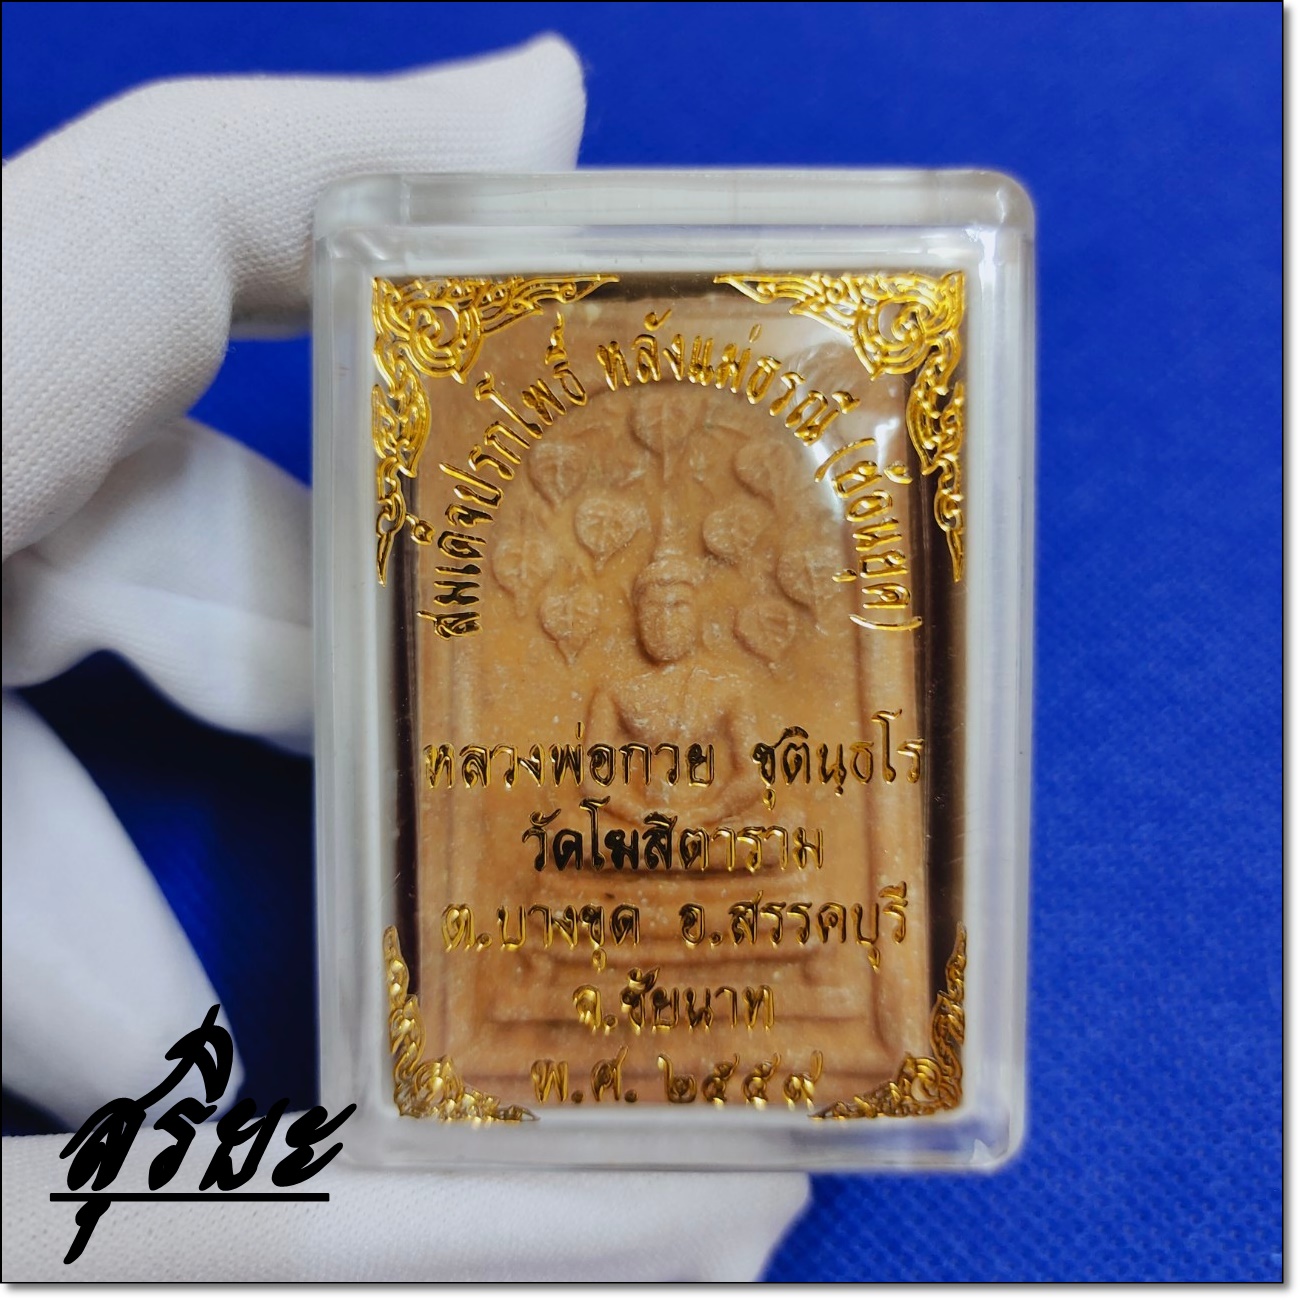 สมเด็จปรกโพธิ์ หลังแม่ธรณี (ย้อนยุค)
หลวงพ่อกวย ชุตินฺธโร
วัดโฆสิตาราม
ต.บางขุด อ.สรรคบุรี
จ.ชัยนาท
พ.ศ. ๒๕๕๙
สุริยะ